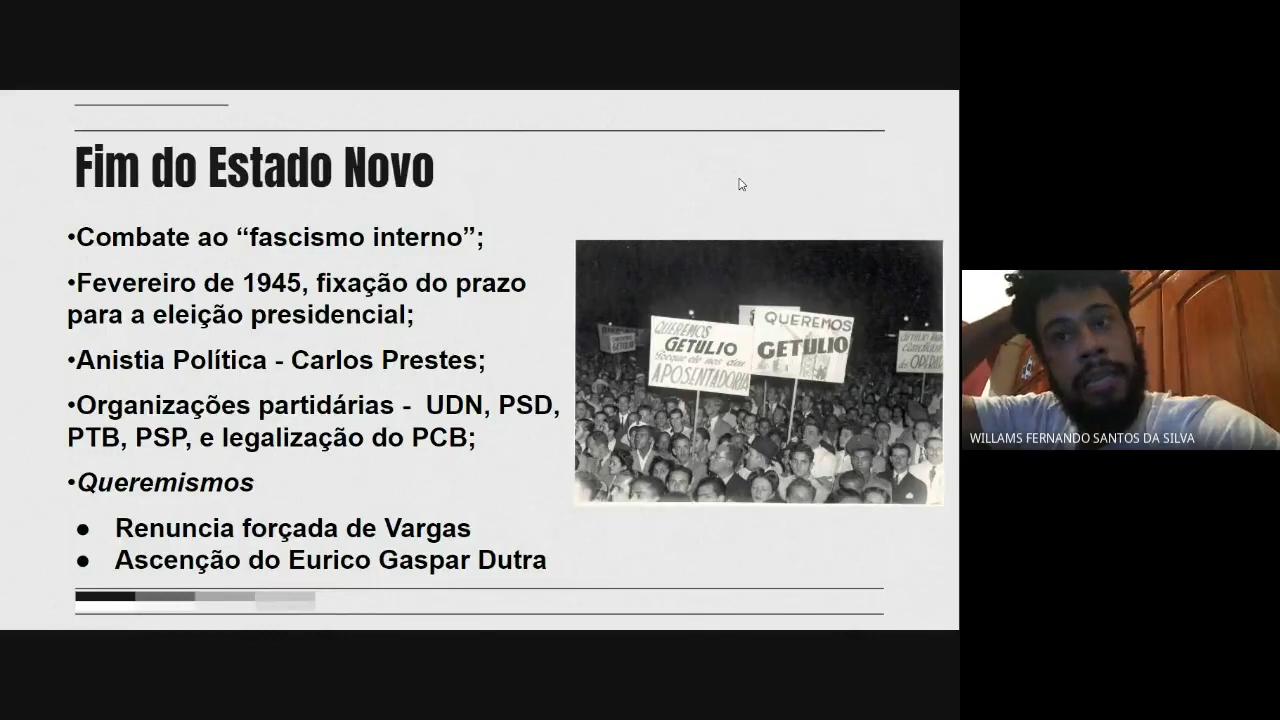 Fim do Estado Novo
•Combate ao “fascismo interno”;
•Fevereiro de 1945, fixação do prazo
para a eleição presidencial;
•Anistia Política - Carlos Prestes;
•Organizações partidárias - UDN, PSD,
PTB, PSP, e legalização do PCB;
•Queremismos
● Renuncia forçada de Vargas
● Ascenção do Eurico Gaspar Dutra
QUEREMOS
GETULIO
APOSENTADORIA
QUEREMOS
GETULIO
WILLAMS FERNANDO SANTOS DA SILVA